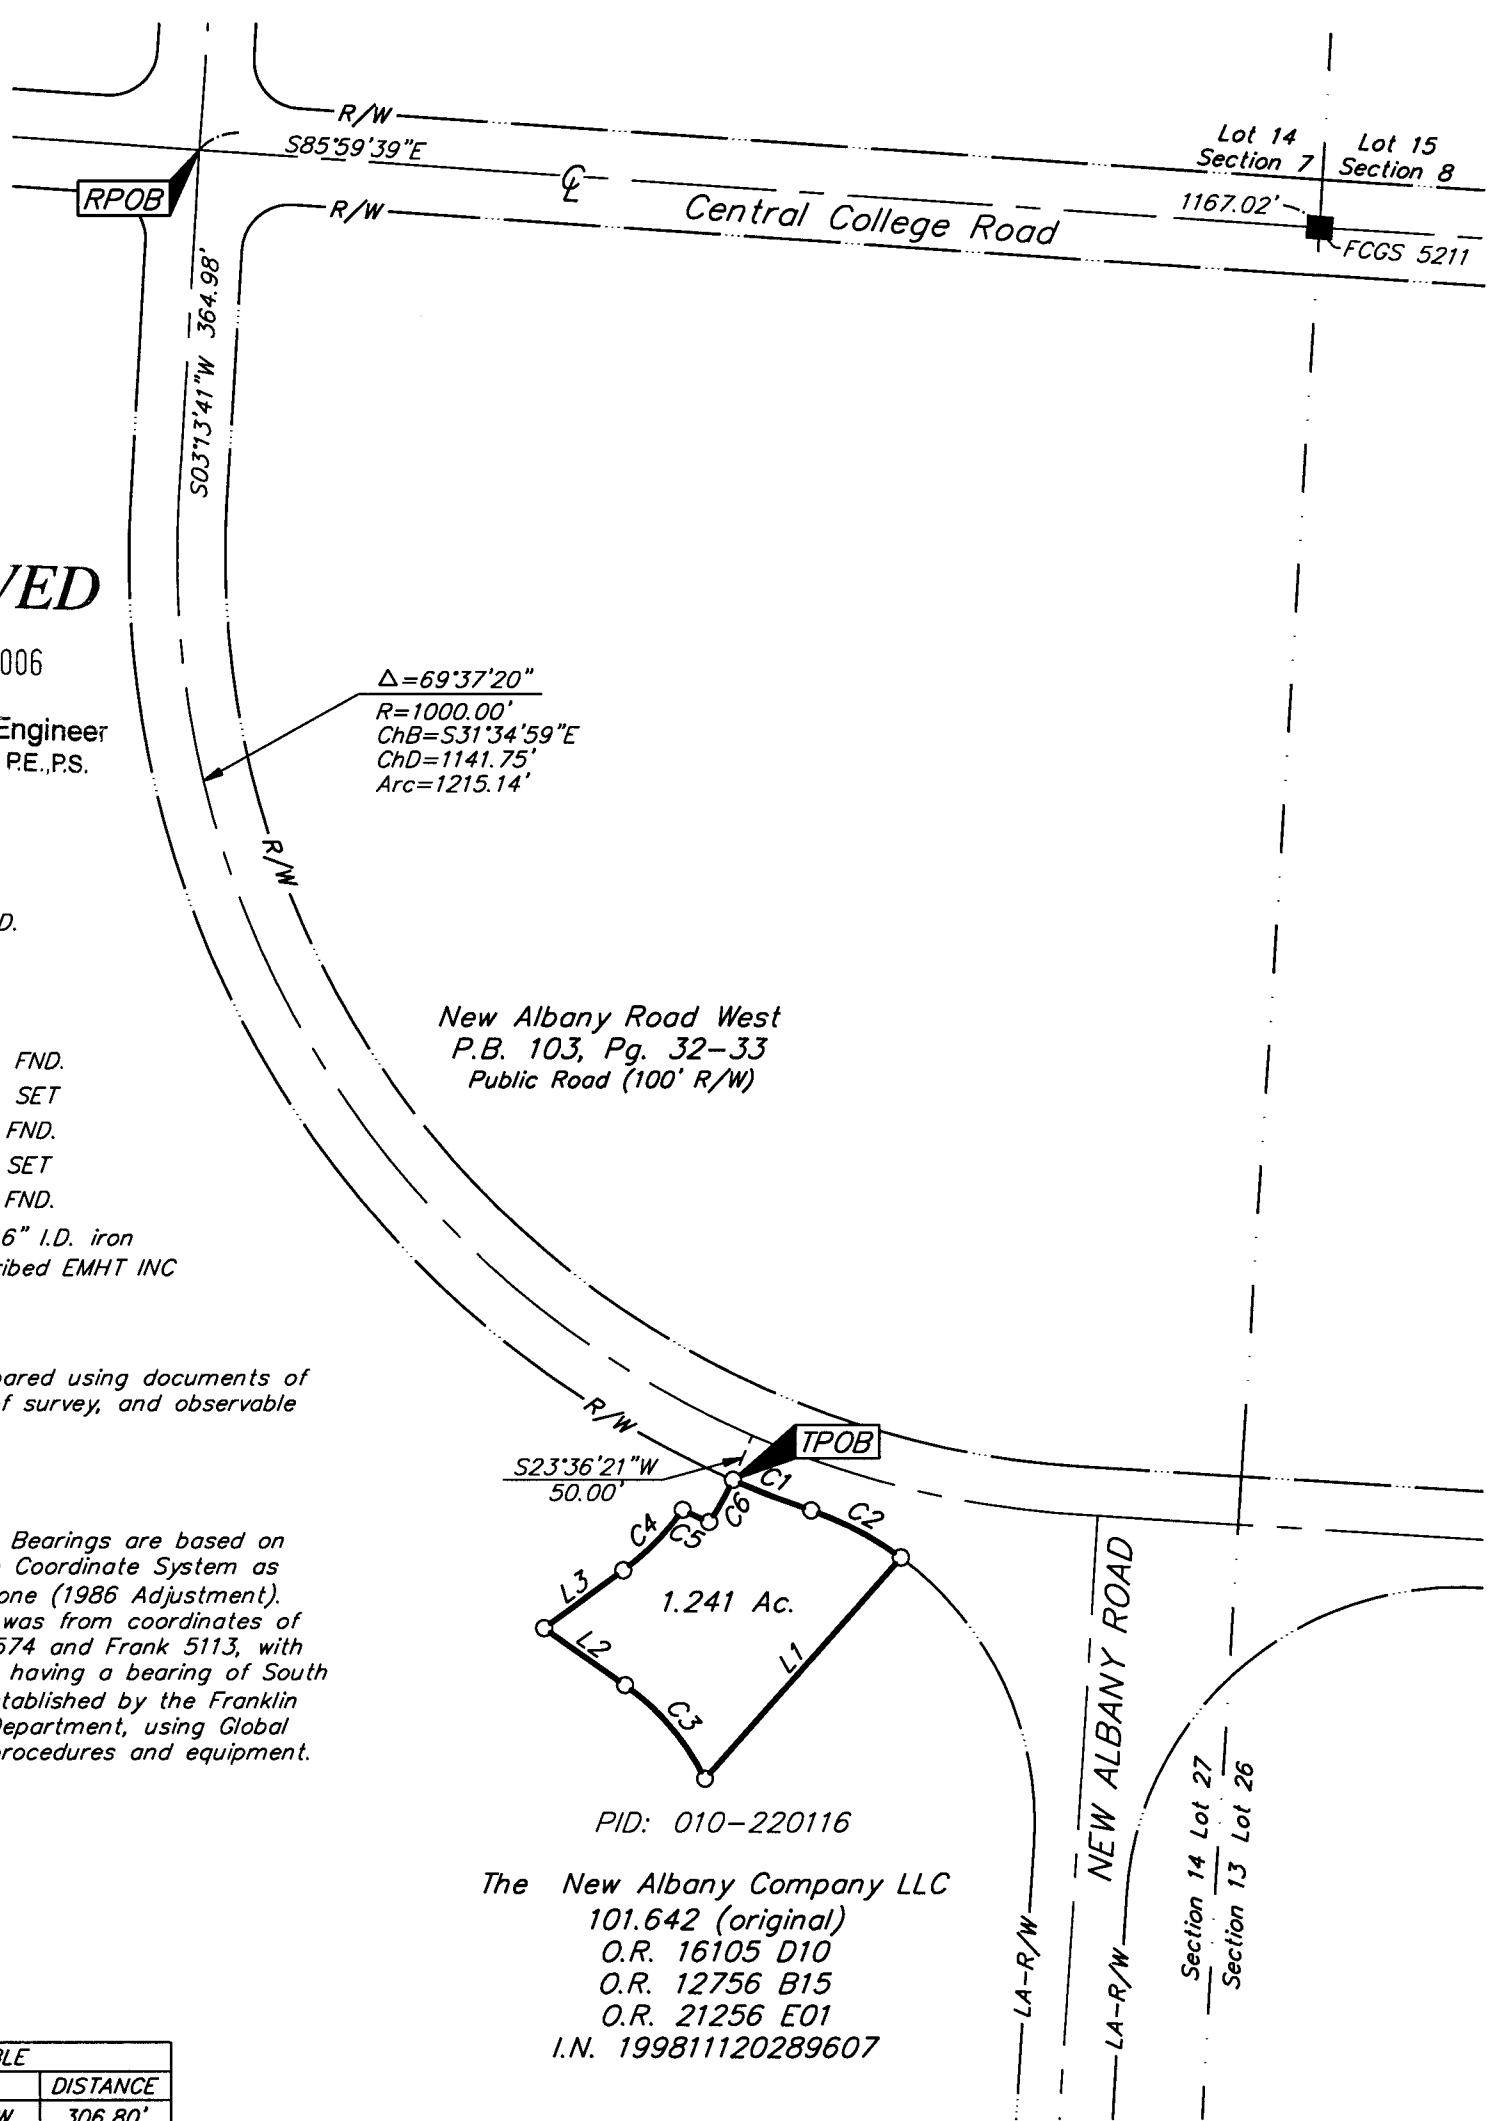 R/W
Lot 14
Section 7
Lot 15
Section 8
S85°59'39"E
RPOB
R/W
℄
Central College Road
1167.02'
FCGS 5211
S03°13'41"W 364.98'
VED
006
Engineer
P.E.,P.S.
Δ=69°37'20"
R=1000.00'
ChB=S31°34'59"E
ChD=1141.75'
Arc=1215.14'
R/W
D.
New Albany Road West
P.B. 103, Pg. 32-33
Public Road (100' R/W)
FND.
SET
FND.
SET
FND.
6" I.D. iron
ribed EMHT INC
pared using documents of
of survey, and observable
R/W
TPOB
S23°36'21"W
50.00'
C1
C2
C4
C5
C6
L3
1.241 Ac.
L2
L1
C3
Bearings are based on
Coordinate System as
one (1986 Adjustment).
was from coordinates of
574 and Frank 5113, with
having a bearing of South
stablished by the Franklin
Department, using Global
procedures and equipment.
NEW ALBANY ROAD
Section 14 Lot 27
Section 13 Lot 26
LA-R/W
LA-R/W
PID: 010-220116
The New Albany Company LLC
101.642 (original)
O.R. 16105 D10
O.R. 12756 B15
O.R. 21256 E01
I.N. 199811120289607
BLE
DISTANCE
W 306.80'